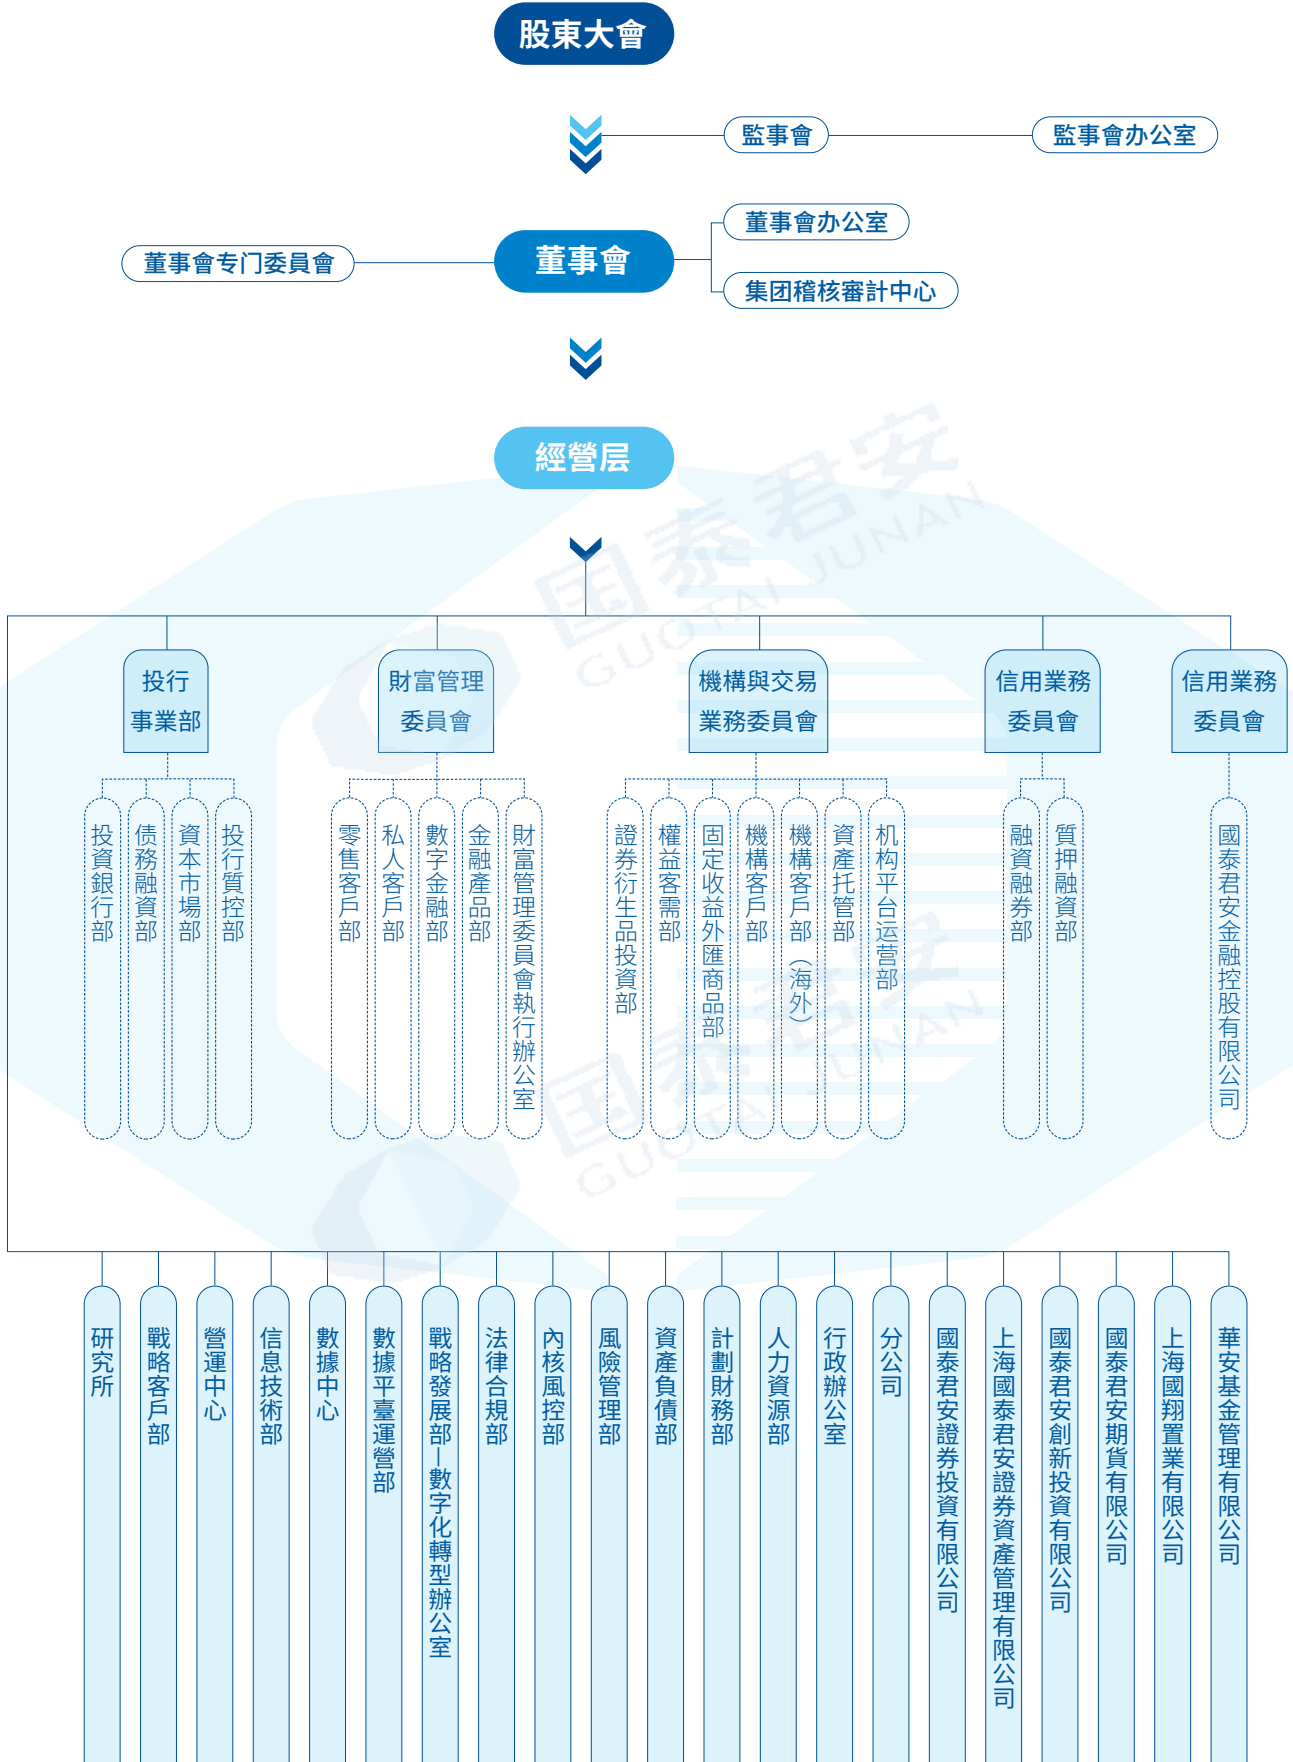 股東大會
監事會
監事會办公室
董事會办公室
董事會专门委員會
董事會
集团稽核審計中心
經營层
国泰君安
GUOTAI JUNAN
投行
事業部
財富管理
委員會
機構與交易
業務委員會
信用業務
委員會
信用業務
委員會
投資銀行部
债務融資部
資本市場部
投行質控部
零售客戶部
私人客戶部
數字金融部
金融產品部
財富管理委員會執行辦公室
證券衍生品投資部
權益客需部
固定收益外匯商品部
機構客戶部
機構客戶部（海外）
資產托管部
机构平台运营部
融資融券部
質押融資部
國泰君安金融控股有限公司
国泰君安
GUOTAI JUNAN
研究所
戰略客戶部
營運中心
信息技術部
數據中心
數據平臺運營部
戰略發展部—數字化轉型辦公室
法律合規部
內核風控部
風險管理部
資產負債部
計劃財務部
人力資源部
行政辦公室
分公司
國泰君安證券投資有限公司
上海國泰君安證券資產管理有限公司
國泰君安創新投資有限公司
國泰君安期貨有限公司
上海國翔置業有限公司
華安基金管理有限公司